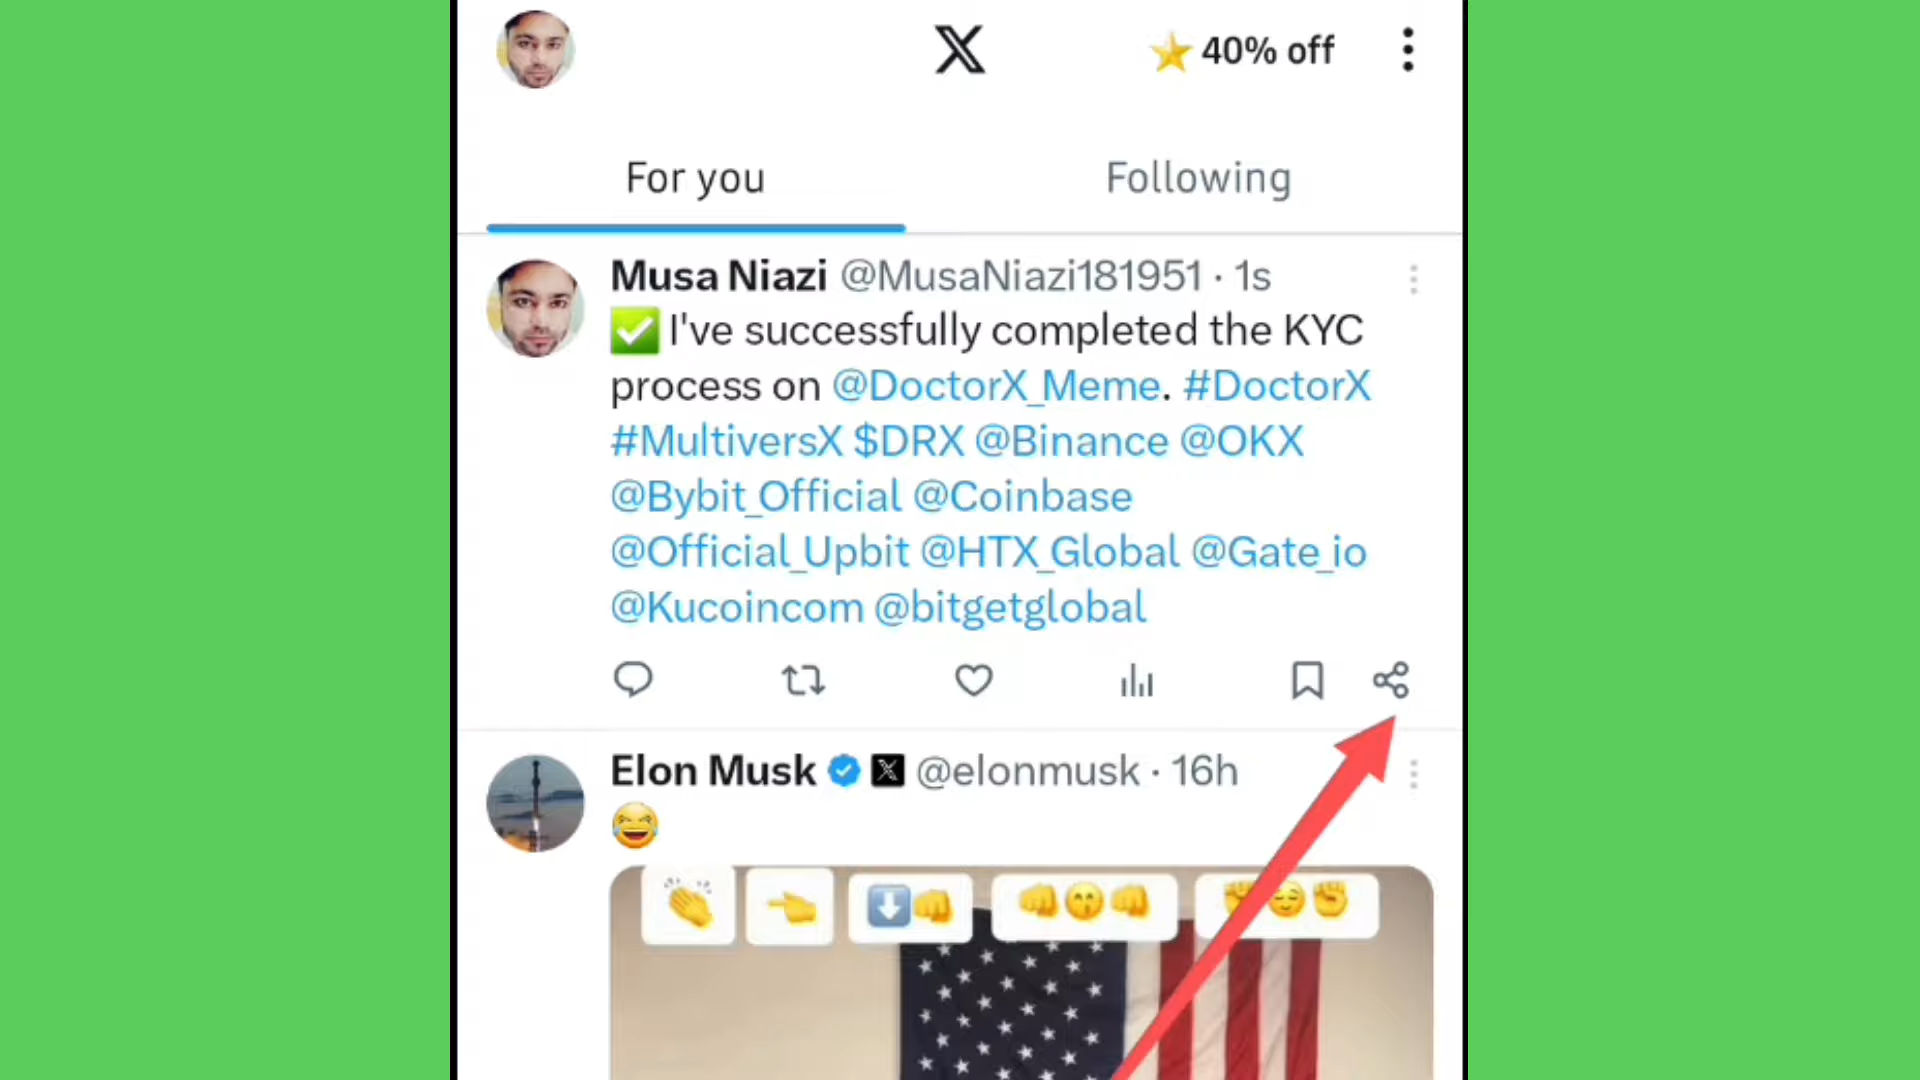 40% off
For you
Following
Musa Niazi @MusaNiazi181951 · 1s
✅ I've successfully completed the KYC
process on @DoctorX_Meme. #DoctorX
#MultiversX $DRX @Binance @OKX
@Bybit_Official @Coinbase
@Official_Upbit @HTX_Global @Gate_io
@Kucoincom @bitgetglobal
Elon Musk @elonmusk · 16h